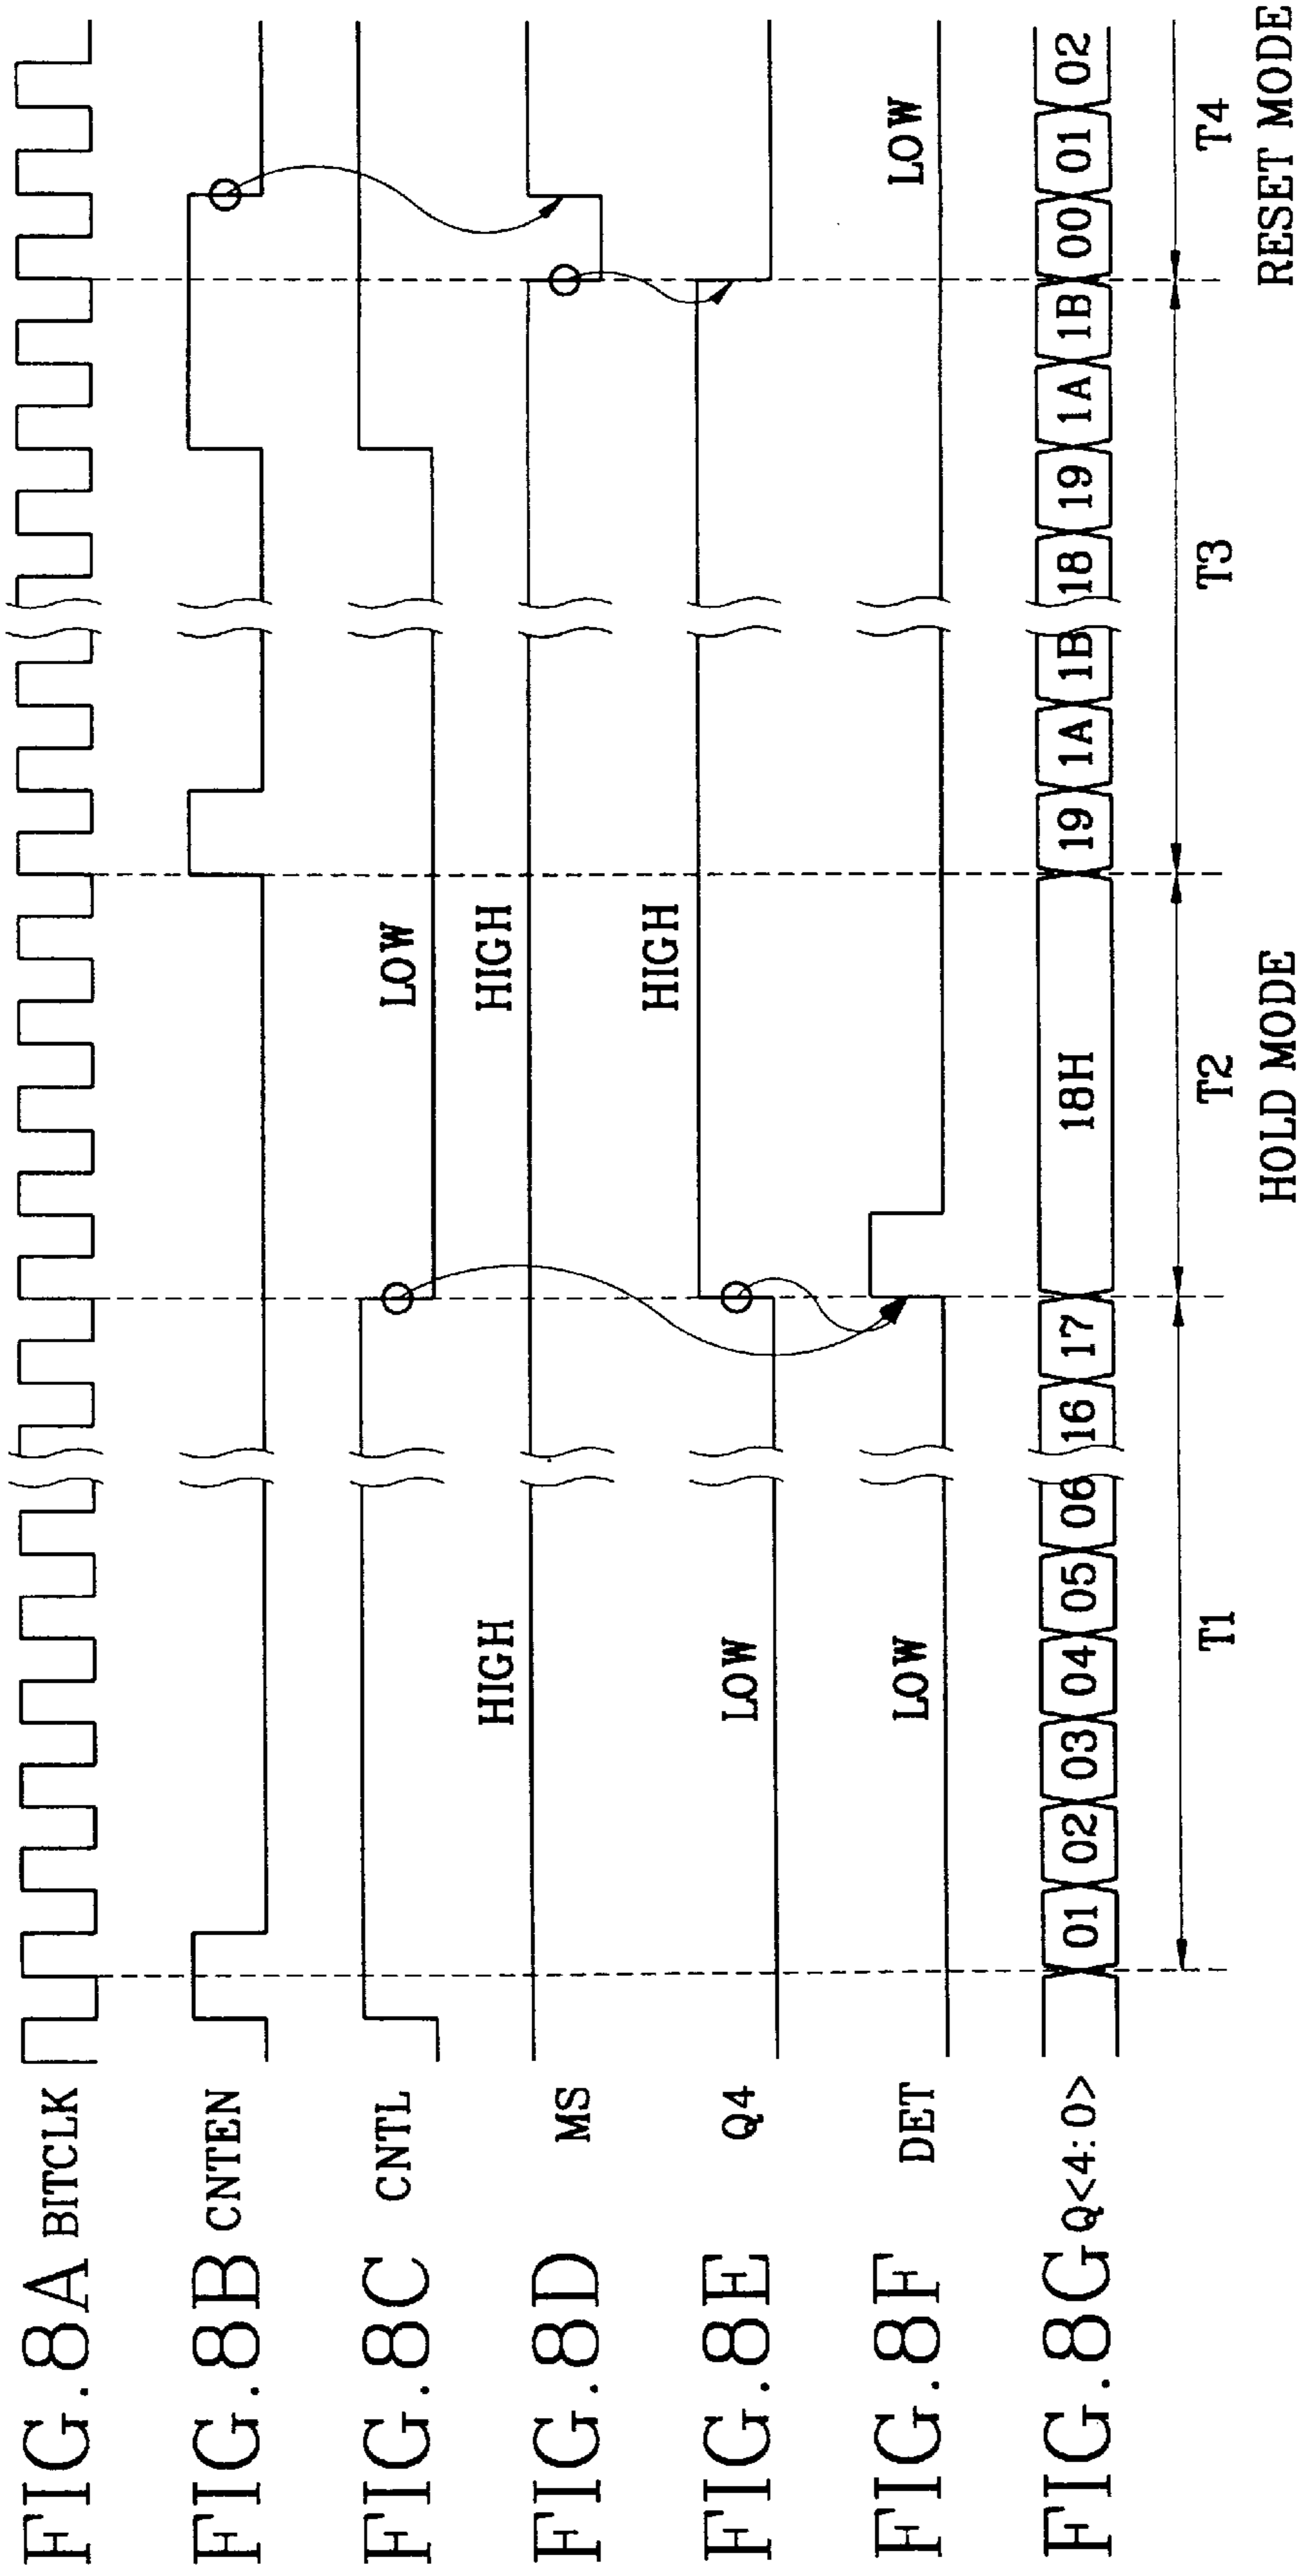 FIG.8A BITCLK
FIG.8B CNTEN
FIG.8C CNTL LOW
FIG.8D MS HIGH HIGH
FIG.8E Q4 LOW HIGH
FIG.8F DET LOW LOW
FIG.8G Q<4:0> 01 02 03 04 05 06 16 17 18H 19 1A 1B 18 19 1A 1B 00 01 02
T1 T2 T3 T4
HOLD MODE RESET MODE